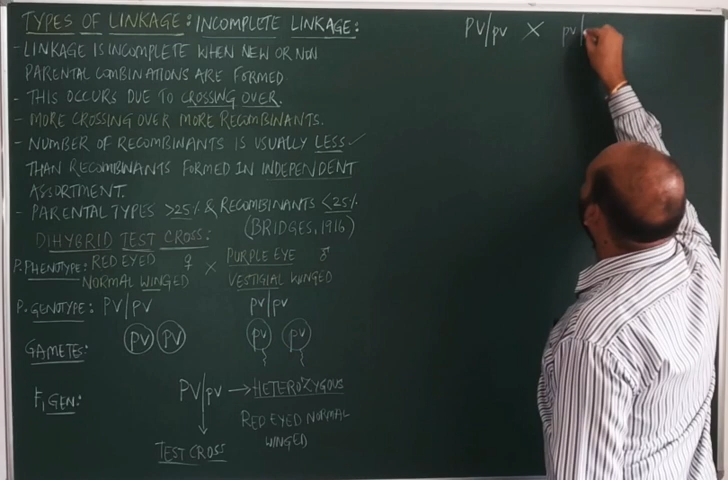 TYPES OF LINKAGE: INCOMPLETE LINKAGE:
- LINKAGE IS INCOMPLETE WHEN NEW OR NON
PARENTAL COMBINATIONS ARE FORMED.
- THIS OCCURS DUE TO CROSSING OVER.
- MORE CROSSING OVER MORE RECOMBINANTS.
- NUMBER OF RECOMBINANTS IS USUALLY LESS ✓
THAN RECOMBINANTS FORMED IN INDEPENDENT
ASSORTMENT.
- PARENTAL TYPES >25% & RECOMBINANTS <25%
(BRIDGES, 1916)
DIHYBRID TEST CROSS:
P. PHENOTYPE: RED EYED ♀ × PURPLE EYE ♂
NORMAL WINGED VESTIGIAL WINGED
P. GENOTYPE: PV|PV pv|pv
GAMETES: PV PV pv pv
F1 GEN: PV|pv → HETEROZYGOUS
RED EYED NORMAL
WINGED
TEST CROSS
PV|pv × pv|